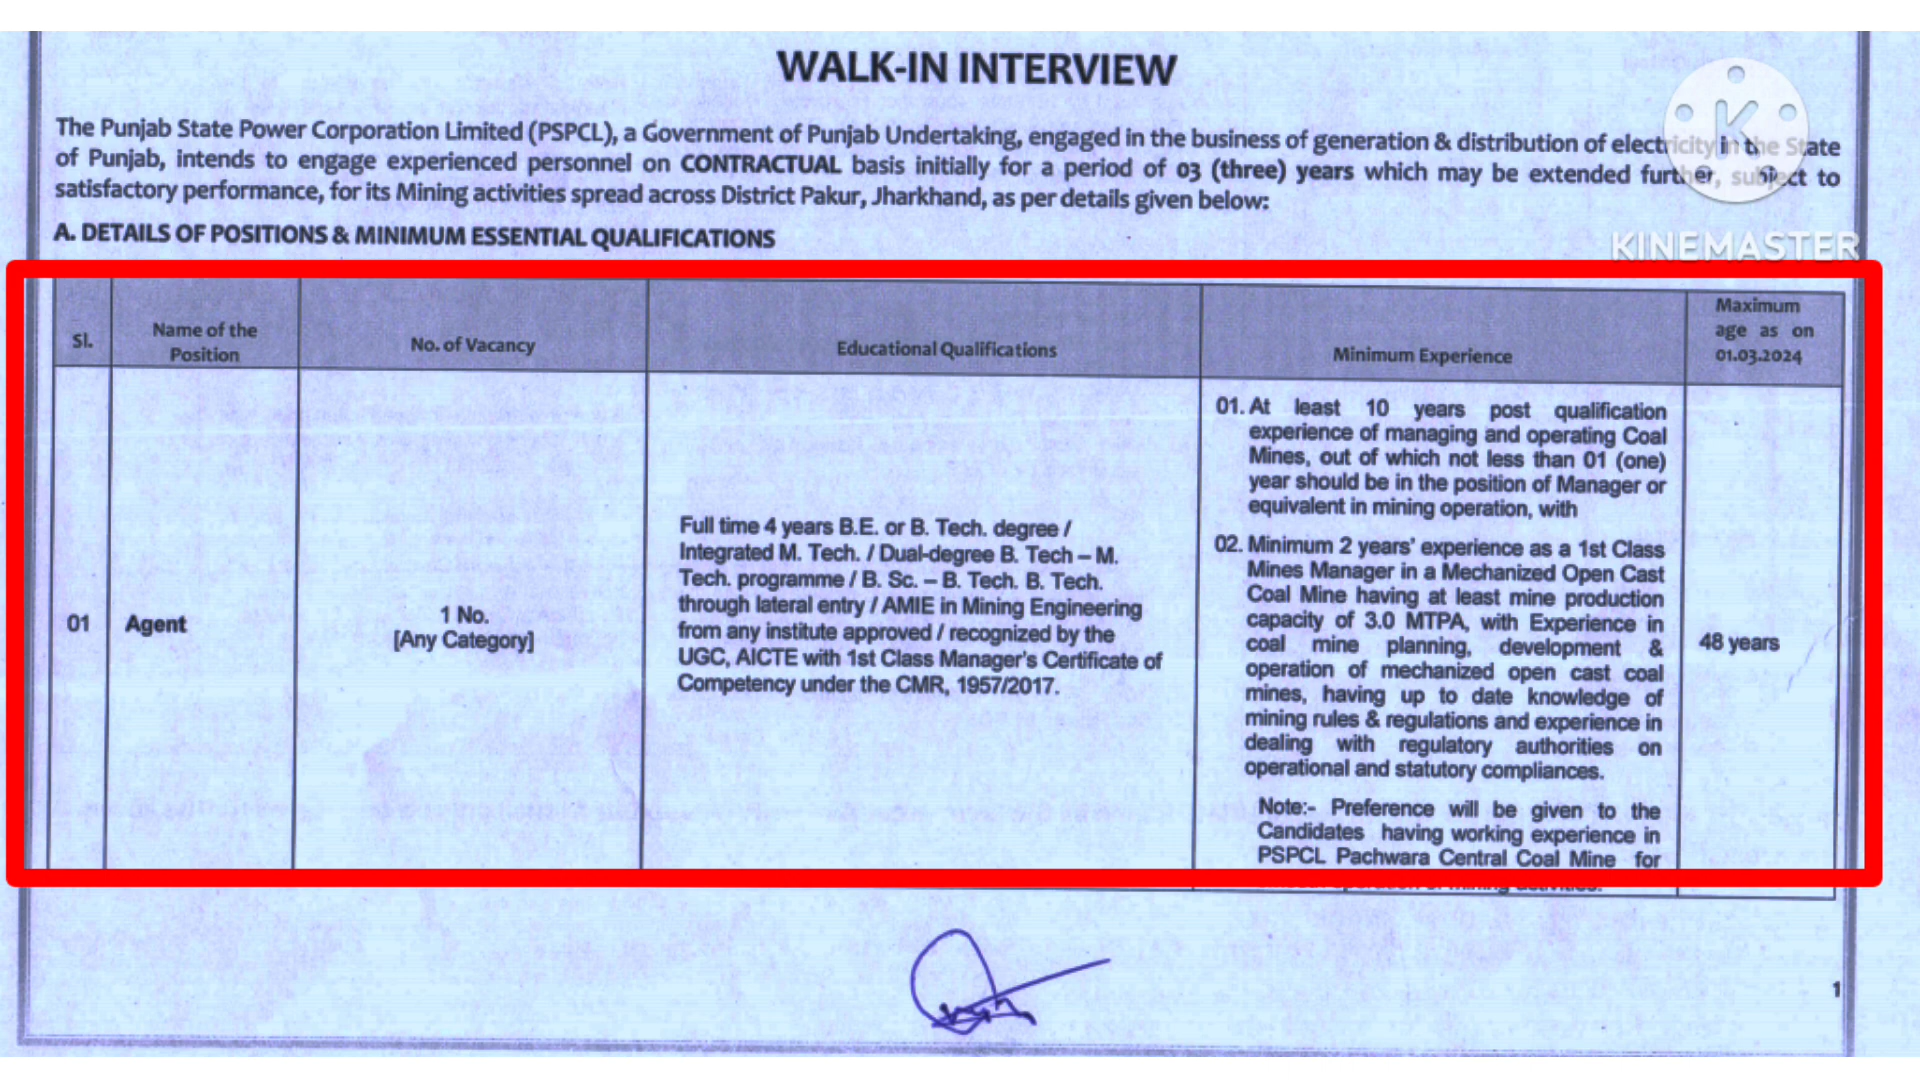 WALK-IN INTERVIEW
The Punjab State Power Corporation Limited (PSPCL), a Government of Punjab Undertaking, engaged in the business of generation & distribution of electricity in the State
of Punjab, intends to engage experienced personnel on CONTRACTUAL basis initially for a period of 03 (three) years which may be extended further, subject to
satisfactory performance, for its Mining activities spread across District Pakur, Jharkhand, as per details given below:
KINEMASTER
A. DETAILS OF POSITIONS & MINIMUM ESSENTIAL QUALIFICATIONS
Sl.
Name of the
Position
No. of Vacancy
Educational Qualifications
Minimum Experience
Maximum
age as on
01.03.2024
01
Agent
1 No.
[Any Category]
Full time 4 years B.E. or B. Tech. degree /
Integrated M. Tech. / Dual-degree B. Tech – M.
Tech. programme / B. Sc. – B. Tech. B. Tech.
through lateral entry / AMIE in Mining Engineering
from any institute approved / recognized by the
UGC, AICTE with 1st Class Manager's Certificate of
Competency under the CMR, 1957/2017.
01. At least 10 years post qualification
experience of managing and operating Coal
Mines, out of which not less than 01 (one)
year should be in the position of Manager or
equivalent in mining operation, with
02. Minimum 2 years' experience as a 1st Class
Mines Manager in a Mechanized Open Cast
Coal Mine having at least mine production
capacity of 3.0 MTPA, with Experience in
coal mine planning, development &
operation of mechanized open cast coal
mines, having up to date knowledge of
mining rules & regulations and experience in
dealing with regulatory authorities on
operational and statutory compliances.
Note:- Preference will be given to the
Candidates having working experience in
PSPCL Pachwara Central Coal Mine for
mining activities.
48 years
1